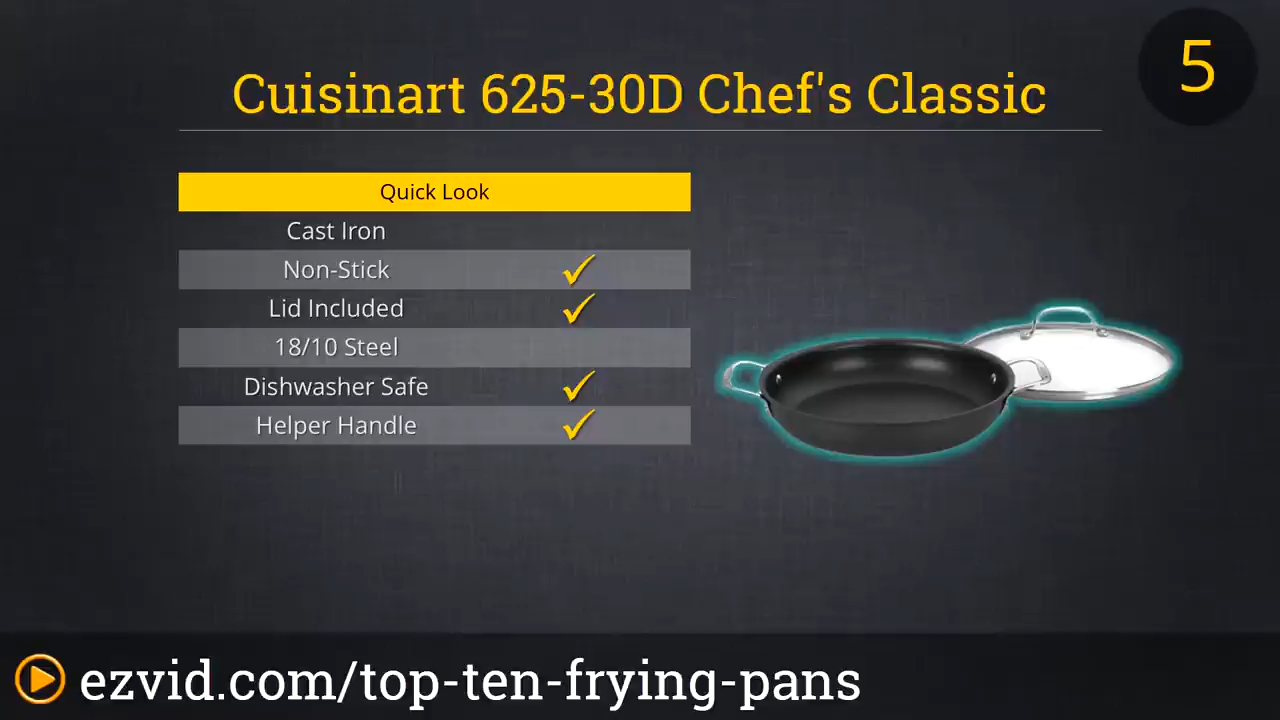 5
Cuisinart 625-30D Chef's Classic
Quick Look
Cast Iron
Non-Stick
Lid Included
18/10 Steel
Dishwasher Safe
Helper Handle
ezvid.com/top-ten-frying-pans